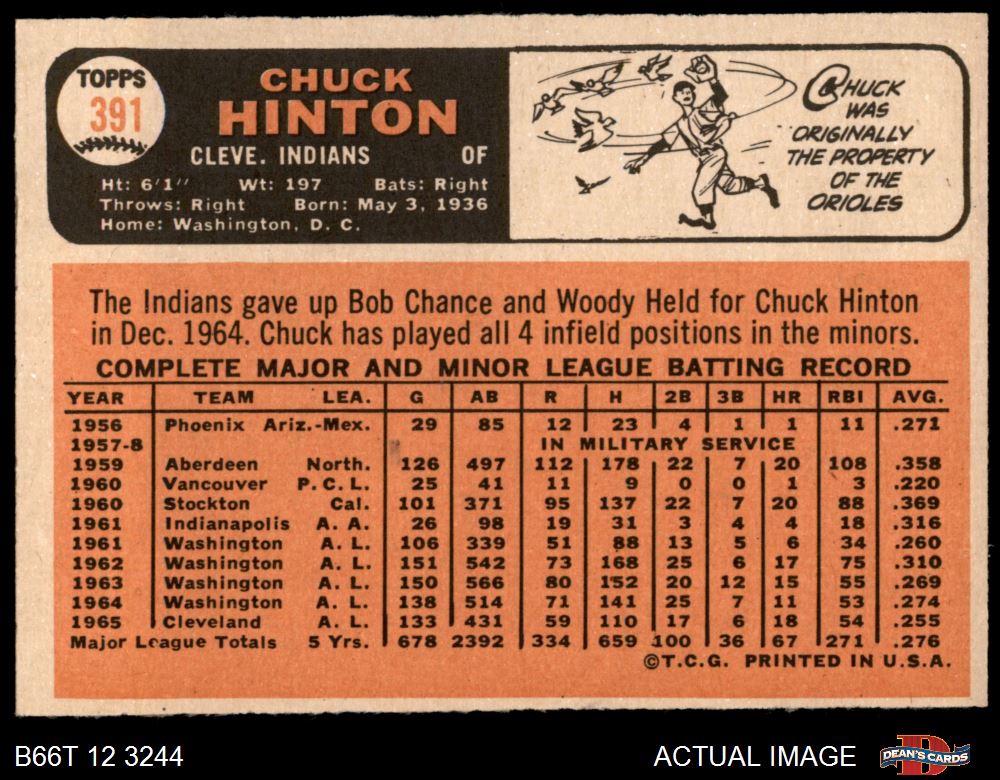 TOPPS
391
CHUCK
HINTON
CLEVE. INDIANS OF
Ht: 6'1" Wt: 197 Bats: Right
Throws: Right Born: May 3, 1936
Home: Washington, D. C.
CHUCK
WAS
ORIGINALLY
THE PROPERTY
OF THE
ORIOLES
The Indians gave up Bob Chance and Woody Held for Chuck Hinton
in Dec. 1964. Chuck has played all 4 infield positions in the minors.
COMPLETE MAJOR AND MINOR LEAGUE BATTING RECORD
YEAR TEAM LEA. G AB R H 2B 3B HR RBI AVG.
1956 Phoenix Ariz.-Mex. 29 85 12 23 4 1 1 11 .271
1957-8 IN MILITARY SERVICE
1959 Aberdeen North. 126 497 112 178 22 7 20 108 .358
1960 Vancouver P.C.L. 25 41 11 9 0 0 1 3 .220
1960 Stockton Cal. 101 371 95 137 22 7 20 88 .369
1961 Indianapolis A. A. 26 98 19 31 3 4 4 18 .316
1961 Washington A. L. 106 339 51 88 13 5 6 34 .260
1962 Washington A. L. 151 542 73 168 25 6 17 75 .310
1963 Washington A. L. 150 566 80 152 20 12 15 55 .269
1964 Washington A. L. 138 514 71 141 25 7 11 53 .274
1965 Cleveland A. L. 133 431 59 110 17 6 18 54 .255
Major League Totals 5 Yrs. 678 2392 334 659 100 36 67 271 .276
©T.C.G. PRINTED IN U.S.A.
B66T 12 3244 ACTUAL IMAGE DEAN'S CARDS